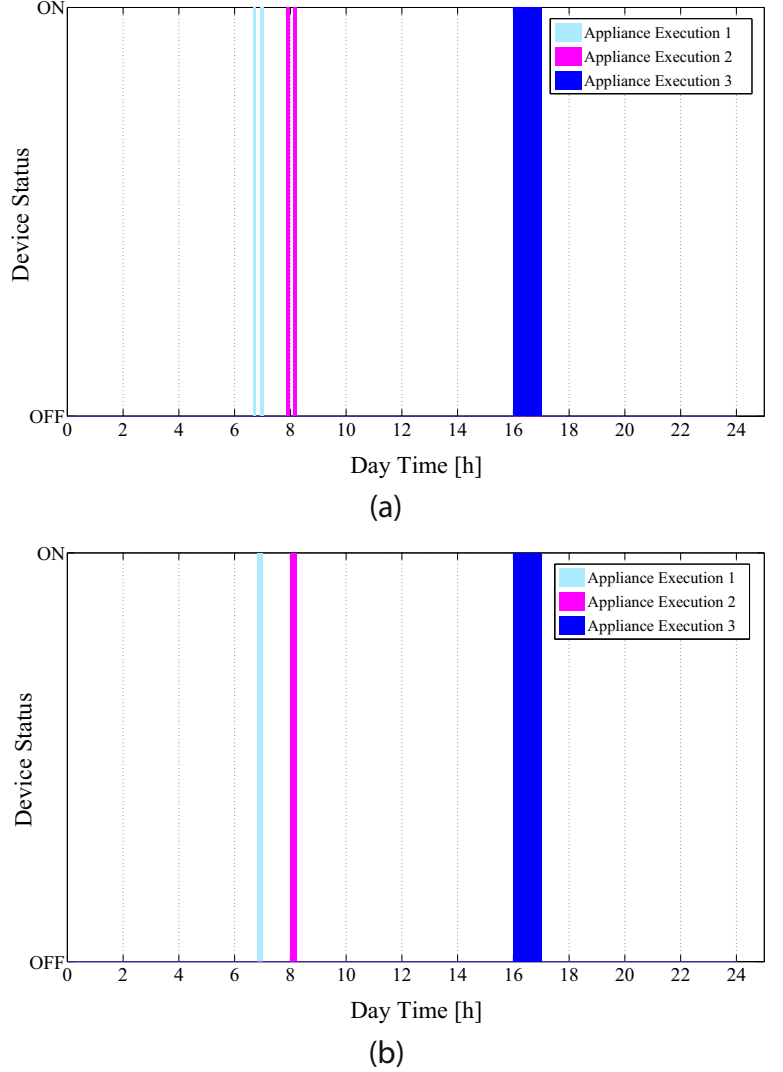 ON
Appliance Execution 1
Appliance Execution 2
Appliance Execution 3
Device Status
OFF
0 2 4 6 8 10 12 14 16 18 20 22 24
Day Time [h]
(a)
ON
Appliance Execution 1
Appliance Execution 2
Appliance Execution 3
Device Status
OFF
0 2 4 6 8 10 12 14 16 18 20 22 24
Day Time [h]
(b)